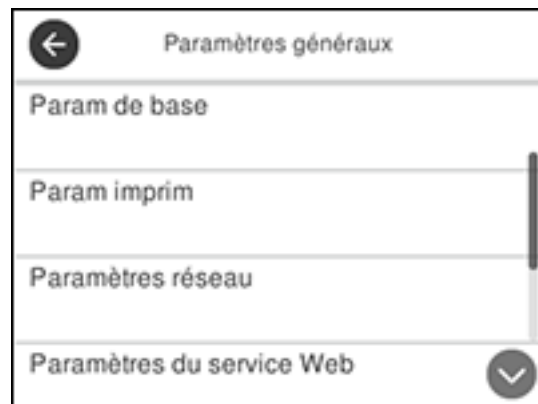 Paramètres généraux
Param de base
Param imprim
Paramètres réseau
Paramètres du service Web